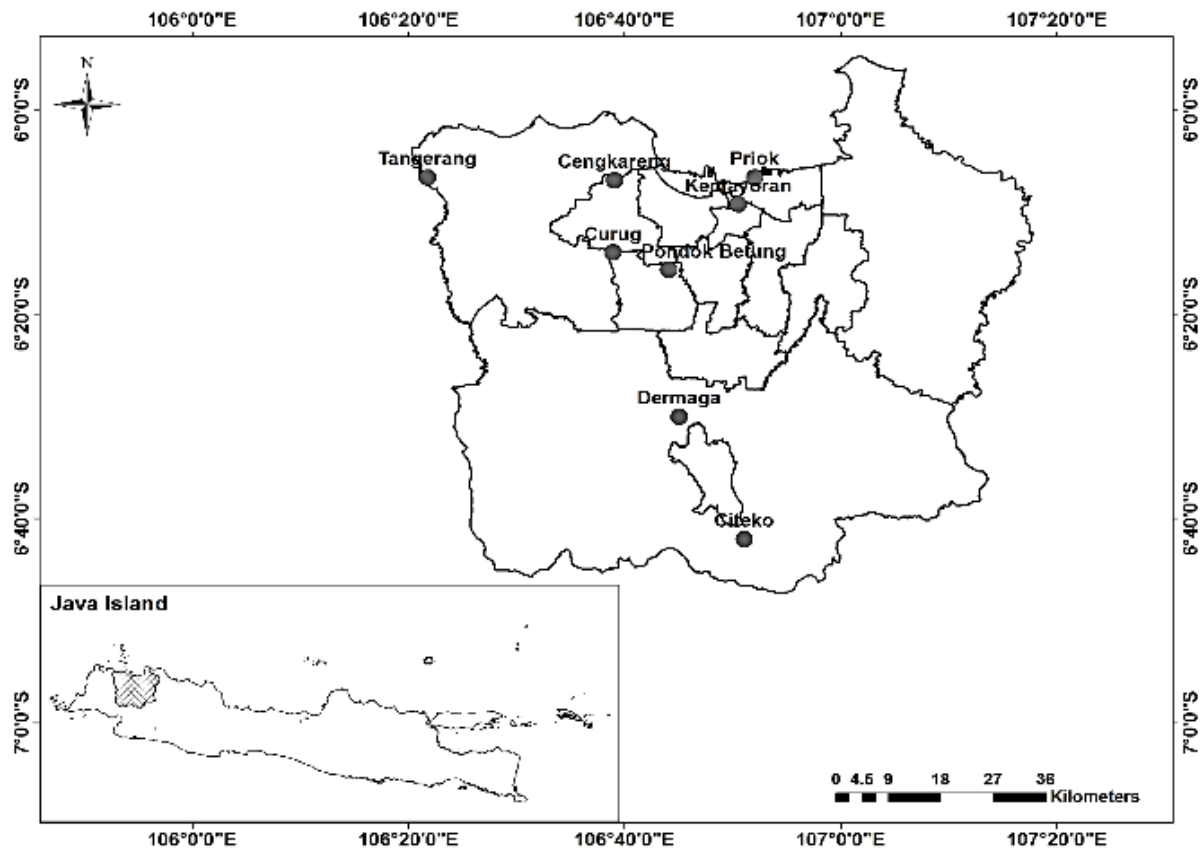 106°0'0"E 106°20'0"E 106°40'0"E 107°0'0"E 107°20'0"E
N
6°0'0"S 6°0'0"S
Tangerang Cengkareng Priok
Kemayoran
Curug Pondok Betung
6°20'0"S 6°20'0"S
Dermaga
6°40'0"S 6°40'0"S
Citeko
Java Island
7°0'0"S 7°0'0"S
0 4.5 9 18 27 36
Kilometers
106°0'0"E 106°20'0"E 106°40'0"E 107°0'0"E 107°20'0"E